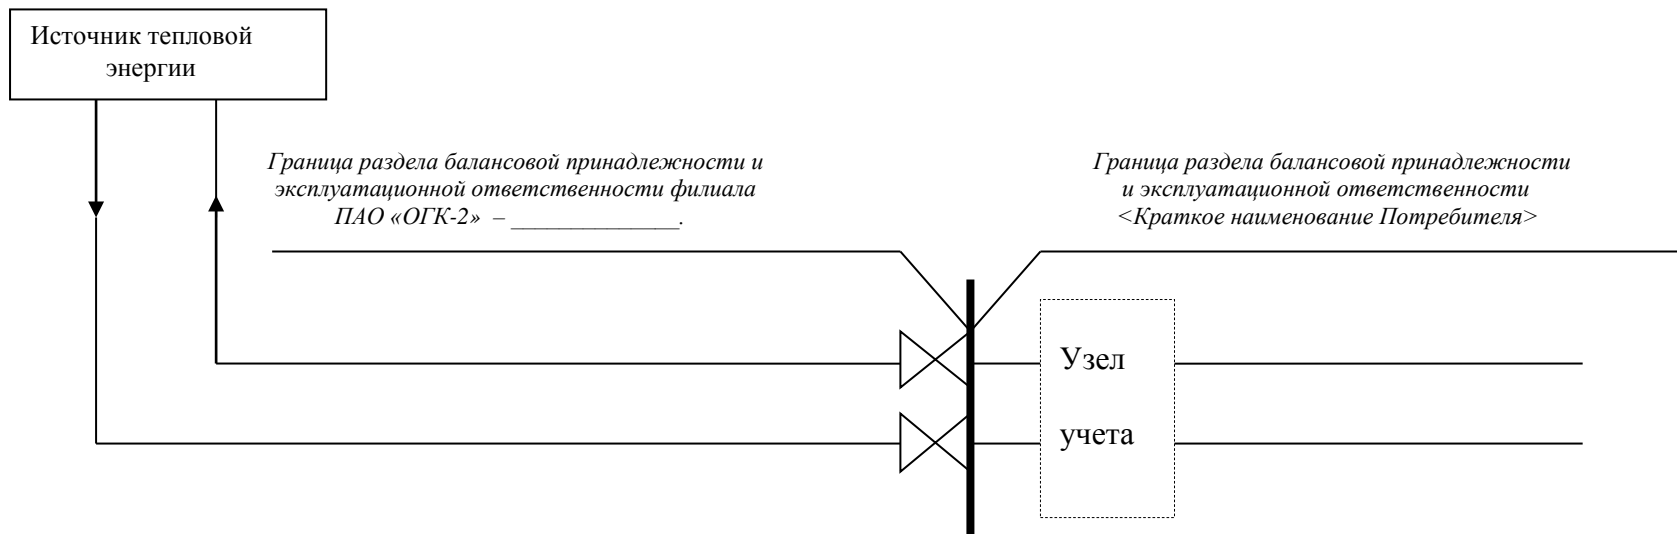 Источник тепловой
энергии
Граница раздела балансовой принадлежности и
эксплуатационной ответственности филиала
ПАО «ОГК-2» – ______________.
Граница раздела балансовой принадлежности
и эксплуатационной ответственности
<Краткое наименование Потребителя>
Узел
учета